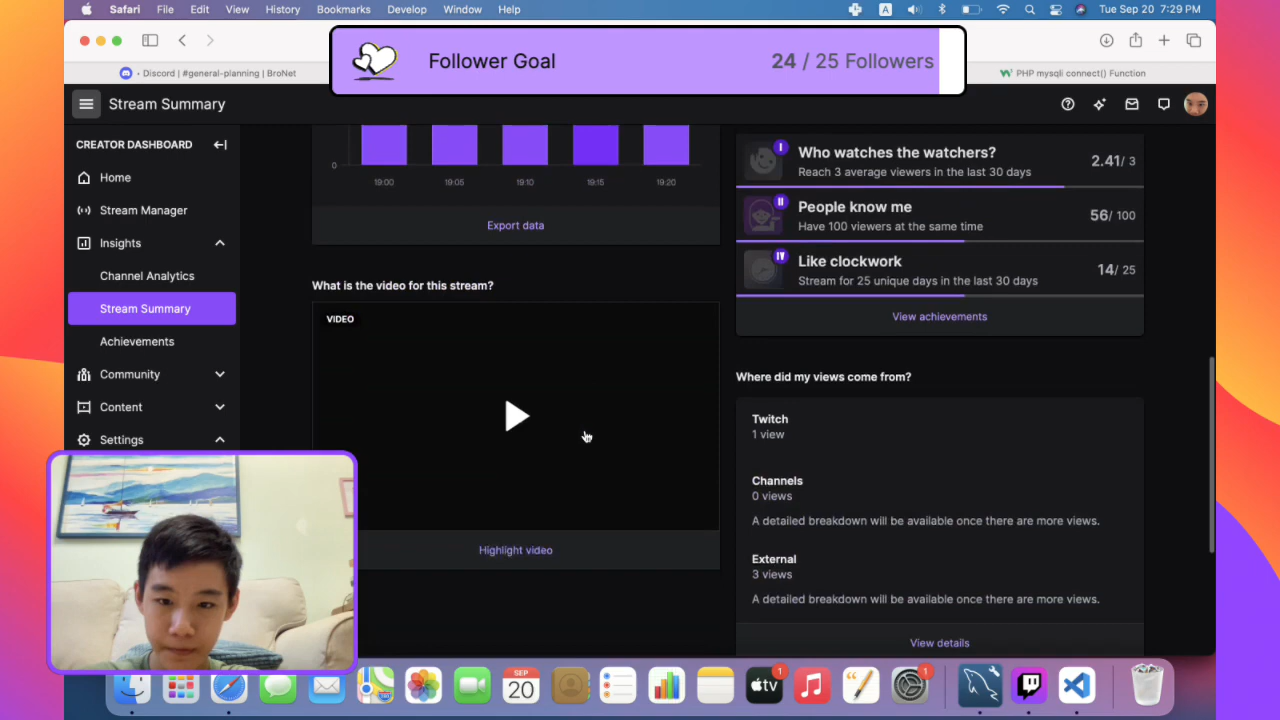 Safari File Edit View History Bookmarks Develop Window Help
A
Tue Sep 20 7:29 PM
Follower Goal
24 / 25 Followers
• Discord | #general-planning | BroNet
PHP mysqli connect() Function
Stream Summary
CREATOR DASHBOARD
Home
Stream Manager
Insights
Channel Analytics
Stream Summary
Achievements
Community
Content
Settings
0
19:00 19:05 19:10 19:15 19:20
Export data
What is the video for this stream?
VIDEO
Highlight video
I
Who watches the watchers?
2.41/ 3
Reach 3 average viewers in the last 30 days
II
People know me
56/ 100
Have 100 viewers at the same time
IV
Like clockwork
14/ 25
Stream for 25 unique days in the last 30 days
View achievements
Where did my views come from?
Twitch
1 view
Channels
0 views
A detailed breakdown will be available once there are more views.
External
3 views
A detailed breakdown will be available once there are more views.
View details
SEP
20
tv
1
1